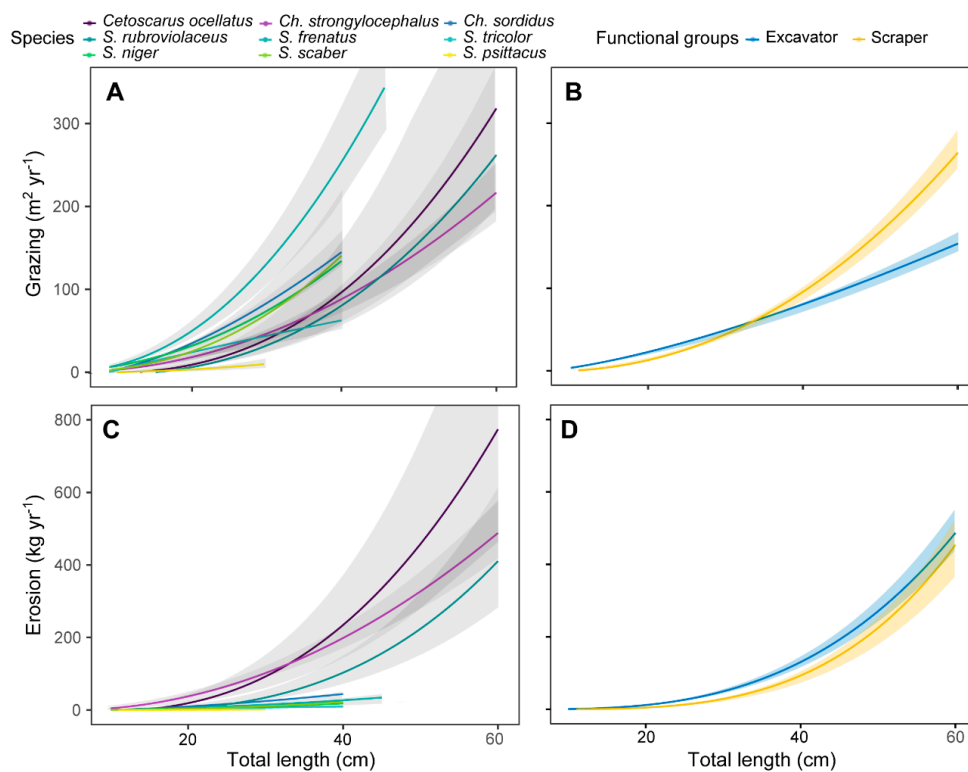 Species Cetoscarus ocellatus Ch. strongylocephalus Ch. sordidus
S. rubroviolaceus S. frenatus S. tricolor
S. niger S. scaber S. psittacus
Functional groups Excavator Scraper
A
B
Grazing (m² yr⁻¹)
300
200
100
0
C
D
Erosion (kg yr⁻¹)
800
600
400
200
0
20 40 60
20 40 60
Total length (cm)
Total length (cm)